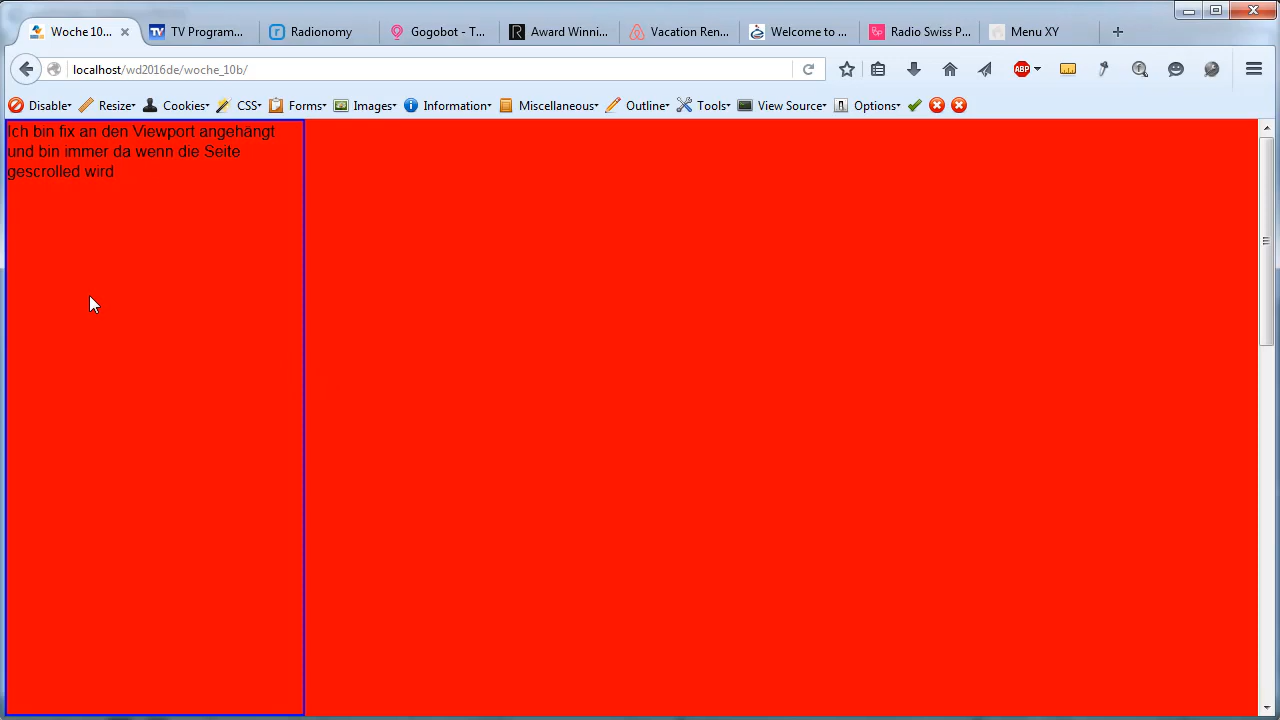 Woche 10...
TV Program...
Radionomy
Gogobot - T...
Award Winni...
Vacation Ren...
Welcome to ...
Radio Swiss P...
Menu XY
localhost/wd2016de/woche_10b/
ABP
Disable
Resize
Cookies
CSS
Forms
Images
Information
Miscellaneous
Outline
Tools
View Source
Options
Ich bin fix an den Viewport angehängt
und bin immer da wenn die Seite
gescrolled wird